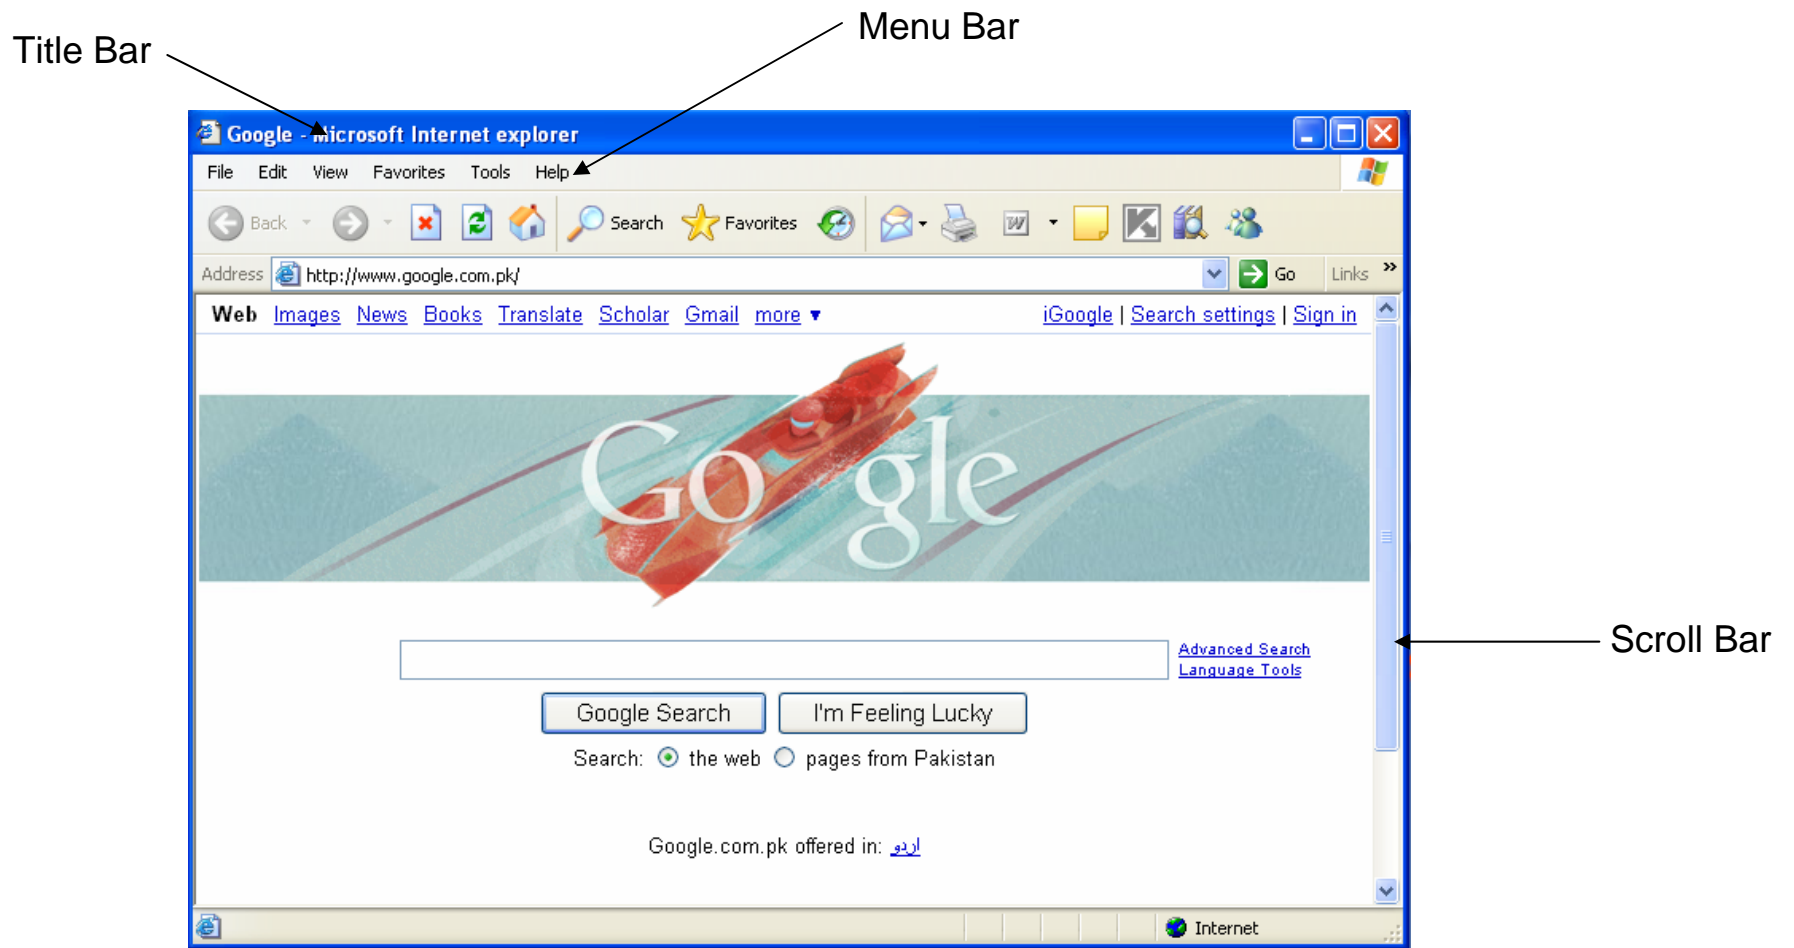 Menu Bar
Title Bar
Google - Microsoft Internet explorer
File Edit View Favorites Tools Help
Back Search Favorites W K
Address http://www.google.com.pk/ Go Links »
Web Images News Books Translate Scholar Gmail more ▼ iGoogle | Search settings | Sign in
Google
Scroll Bar
Advanced Search
Language Tools
Google Search I'm Feeling Lucky
Search: the web pages from Pakistan
Google.com.pk offered in: اردو
Internet